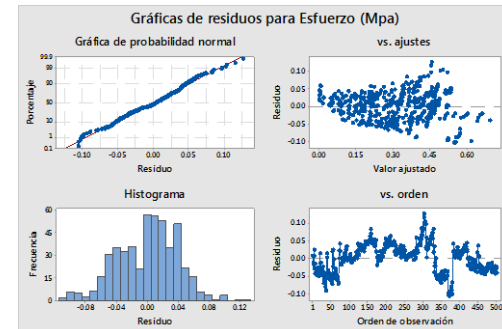 Gráficas de residuos para Esfuerzo (Mpa)
Gráfica de probabilidad normal
99.9
99
90
50
10
1
0.1
Porcentaje
-0.10 -0.05 0.00 0.05 0.10
Residuo
vs. ajustes
0.10
0.05
0.00
-0.05
-0.10
Residuo
0.00 0.15 0.30 0.45 0.60
Valor ajustado
Histograma
60
45
30
15
0
Frecuencia
-0.08 -0.04 0.00 0.04 0.08 0.12
Residuo
vs. orden
0.10
0.05
0.00
-0.05
-0.10
Residuo
1 50 100 150 200 250 300 350 400 450 500
Orden de observación